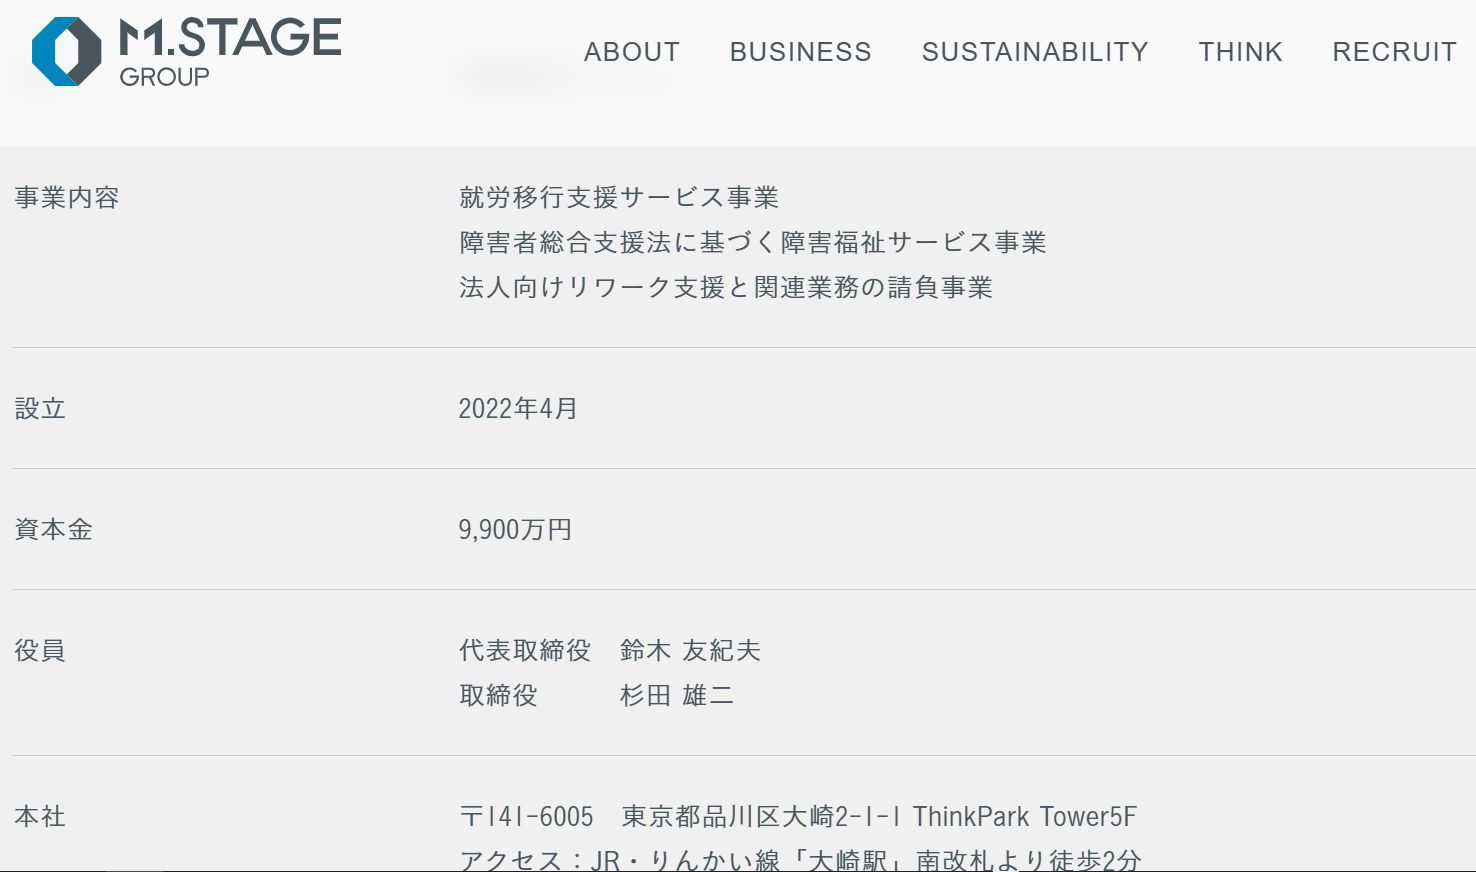 M.STAGE
GROUP
ABOUT BUSINESS SUSTAINABILITY THINK RECRUIT
事業内容 就労移行支援サービス事業
障害者総合支援法に基づく障害福祉サービス事業
法人向けリワーク支援と関連業務の請負事業
設立 2022年4月
資本金 9,900万円
役員 代表取締役　鈴木 友紀夫
取締役　　　杉田 雄二
本社 〒141-6005　東京都品川区大崎2-1-1 ThinkPark Tower5F
アクセス：JR・りんかい線「大崎駅」南改札より徒歩2分